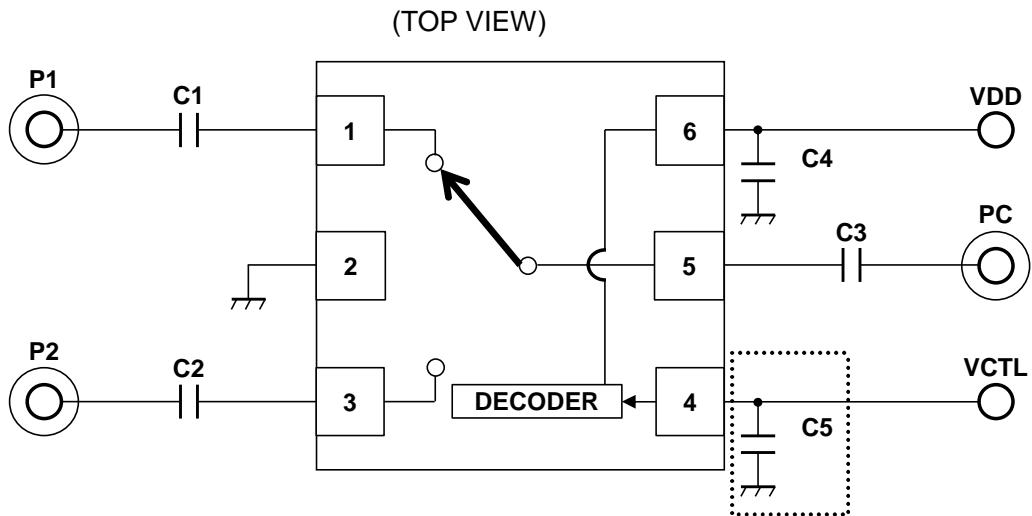 (TOP VIEW)
P1
C1
1
6
VDD
C4
2
5
C3
PC
P2
C2
3
DECODER
4
C5
VCTL